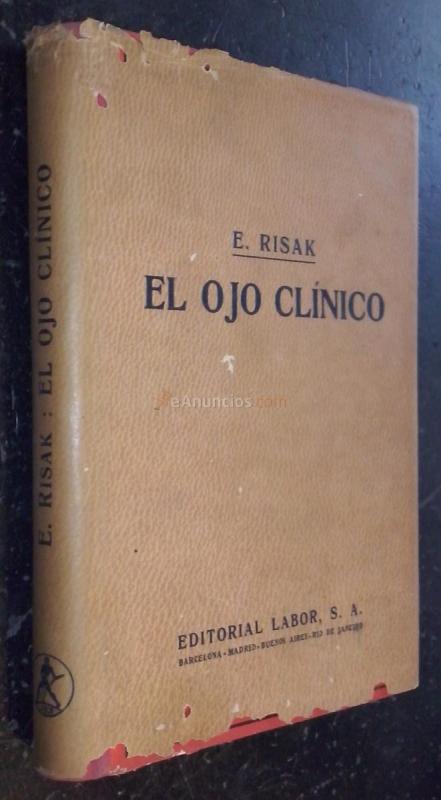 E. RISAK
EL OJO CLÍNICO
eAnuncios.com
EDITORIAL LABOR, S. A.
BARCELONA-MADRID-BUENOS AIRES-RIO DE JANEIRO
E. RISAK : EL OJO CLÍNICO